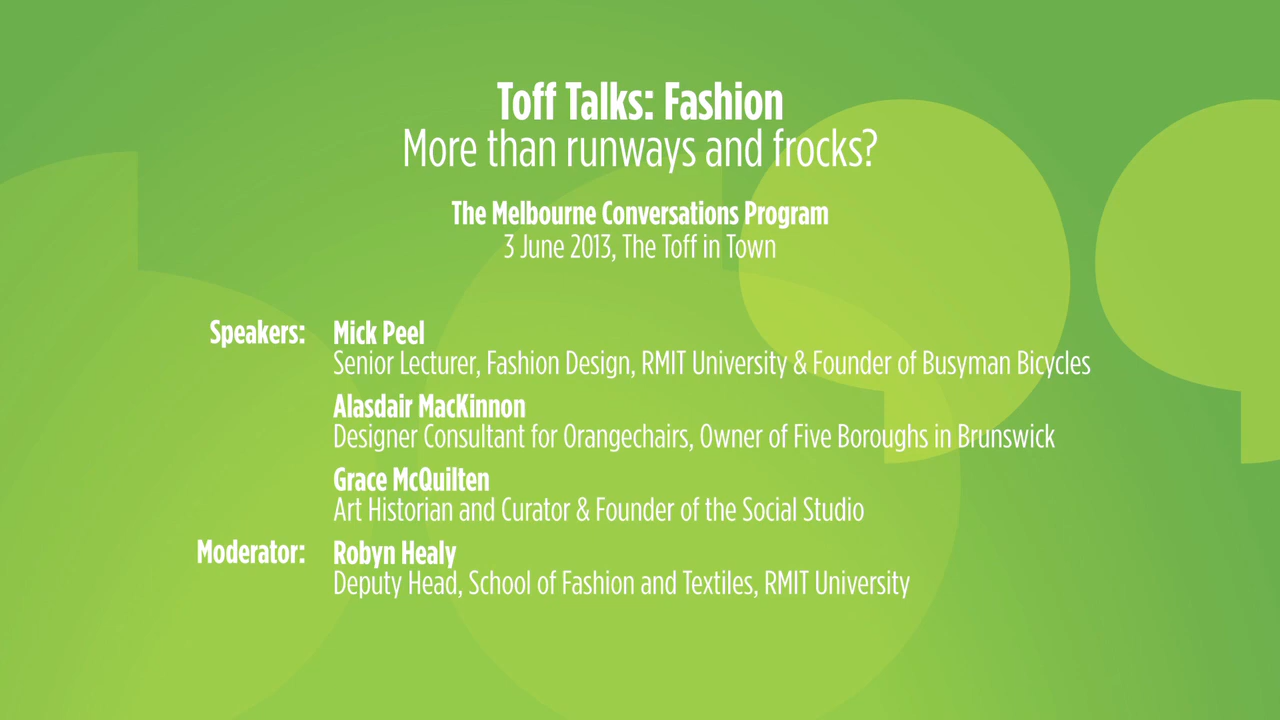 Toff Talks: Fashion
More than runways and frocks?
The Melbourne Conversations Program
3 June 2013, The Toff in Town
Speakers: Mick Peel
Senior Lecturer, Fashion Design, RMIT University & Founder of Busyman Bicycles
Alasdair MacKinnon
Designer Consultant for Orangechairs, Owner of Five Boroughs in Brunswick
Grace McQuilten
Art Historian and Curator & Founder of the Social Studio
Moderator: Robyn Healy
Deputy Head, School of Fashion and Textiles, RMIT University